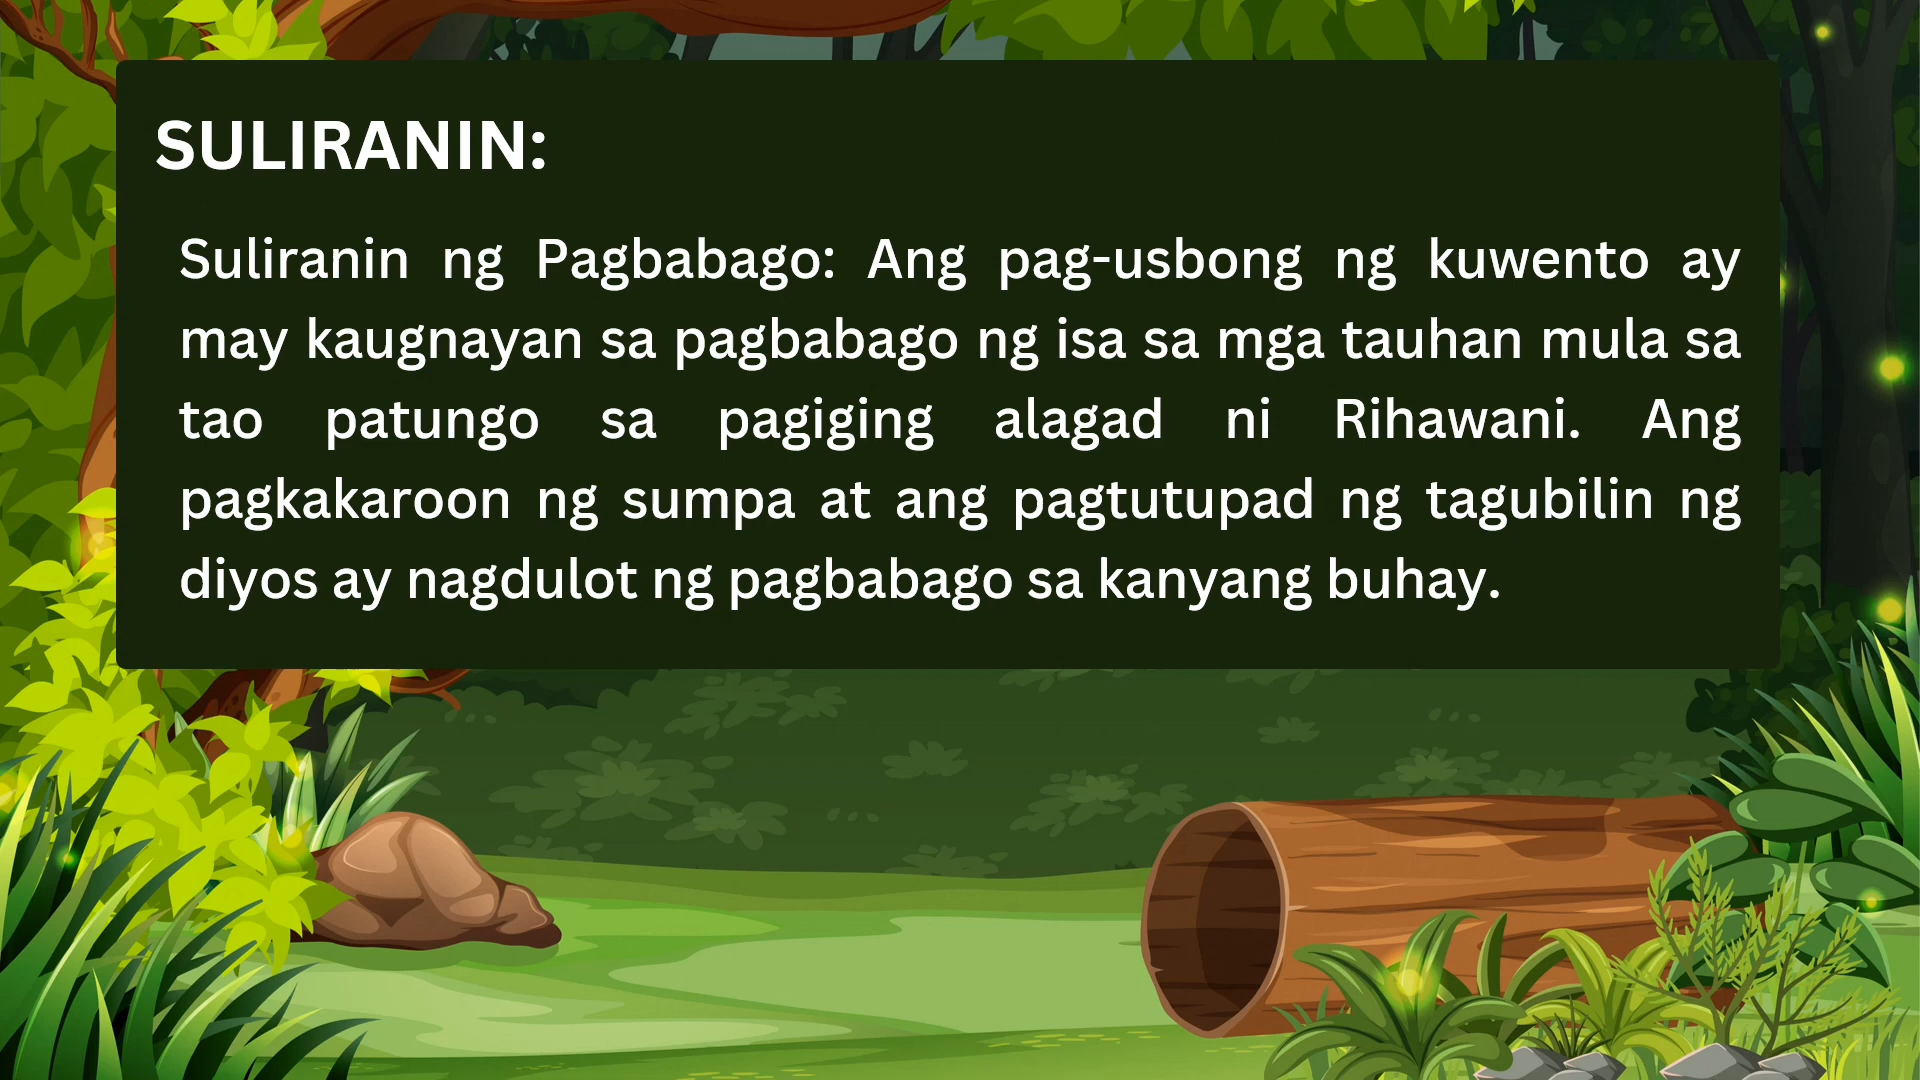 SULIRANIN:
Suliranin ng Pagbabago: Ang pag-usbong ng kuwento ay
may kaugnayan sa pagbabago ng isa sa mga tauhan mula sa
tao patungo sa pagiging alagad ni Rihawani. Ang
pagkakaroon ng sumpa at ang pagtutupad ng tagubilin ng
diyos ay nagdulot ng pagbabago sa kanyang buhay.